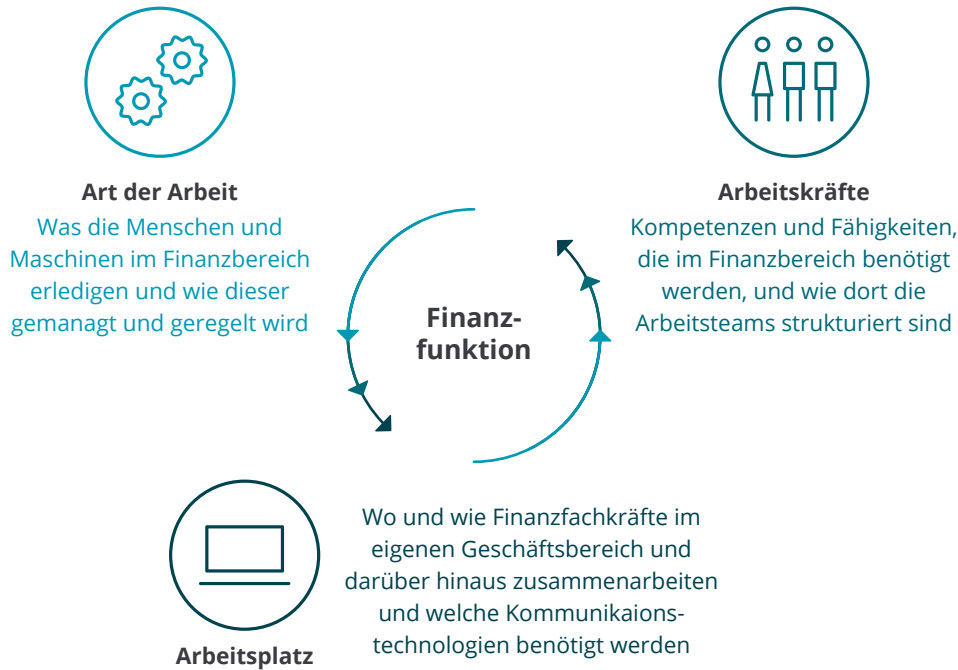 Art der Arbeit
Was die Menschen und
Maschinen im Finanzbereich
erledigen und wie dieser
gemanagt und geregelt wird
Arbeitskräfte
Kompetenzen und Fähigkeiten,
die im Finanzbereich benötigt
werden, und wie dort die
Arbeitsteams strukturiert sind
Finanz-
funktion
Arbeitsplatz
Wo und wie Finanzfachkräfte im
eigenen Geschäftsbereich und
darüber hinaus zusammenarbeiten
und welche Kommunikaions-
technologien benötigt werden